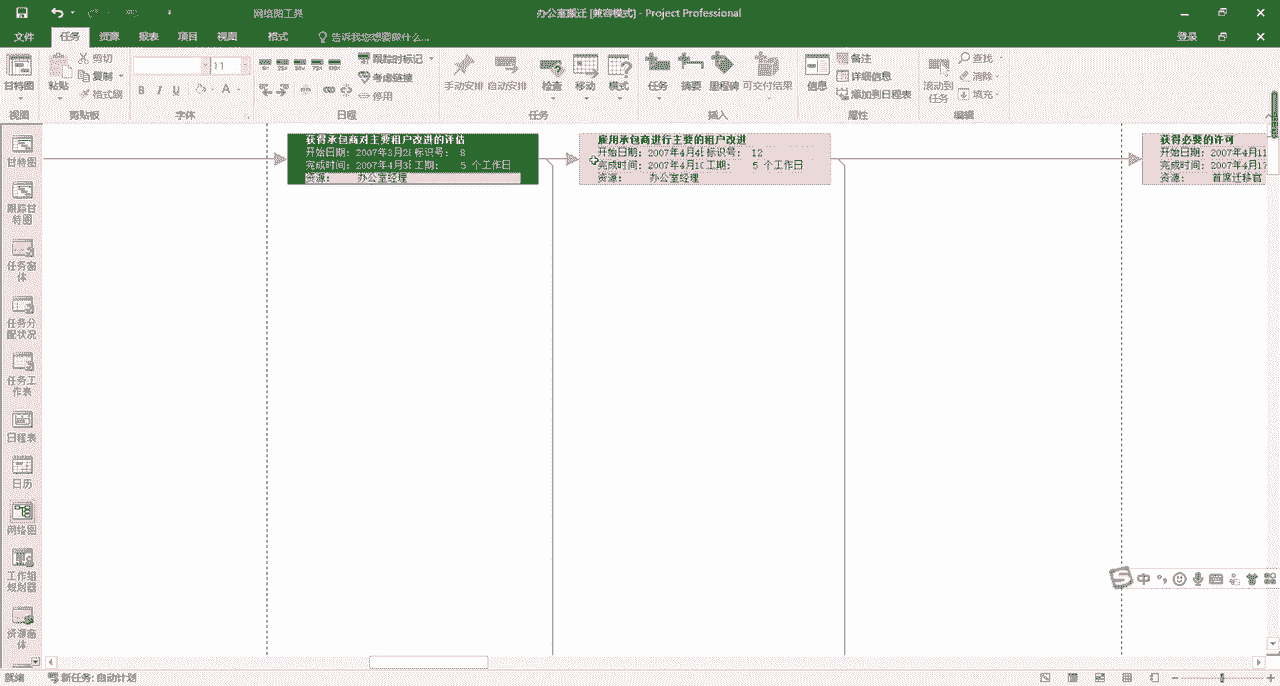 网络图工具
办公室搬迁 [兼容模式] - Project Professional
文件 任务 资源 报表 项目 视图 格式 告诉我您想要做什么... 登录
甘特图 粘贴 剪切 复制 格式刷
11
B I U A
跟踪的标记 考虑链接 停用
手动安排 自动安排 检查 移动 模式
任务 摘要 里程碑 可交付结果
信息 备注 详细信息 添加到日程表
滚动到任务 查找 清除 填充
视图 剪贴板 字体 日程 任务 插入 属性 编辑
甘特图
跟踪甘
特图
任务窗
体
任务分
配状况
任务工
作表
日程表
日历
网络图
工作组
规划器
资源窗
体
获得承包商对主要租户改进的评估
开始日期: 2007年3月28 标识号: 8
完成时间: 2007年4月3日 工期: 5 个工作日
资源: 办公室经理
雇用承包商进行主要的租户改进
开始日期: 2007年4月4日 标识号: 12
完成时间: 2007年4月10 工期: 5 个工作日
资源: 办公室经理
获得必要的许可
开始日期: 2007年4月11
完成时间: 2007年4月17
资源: 首席迁移官
中
就绪 新任务: 自动计划